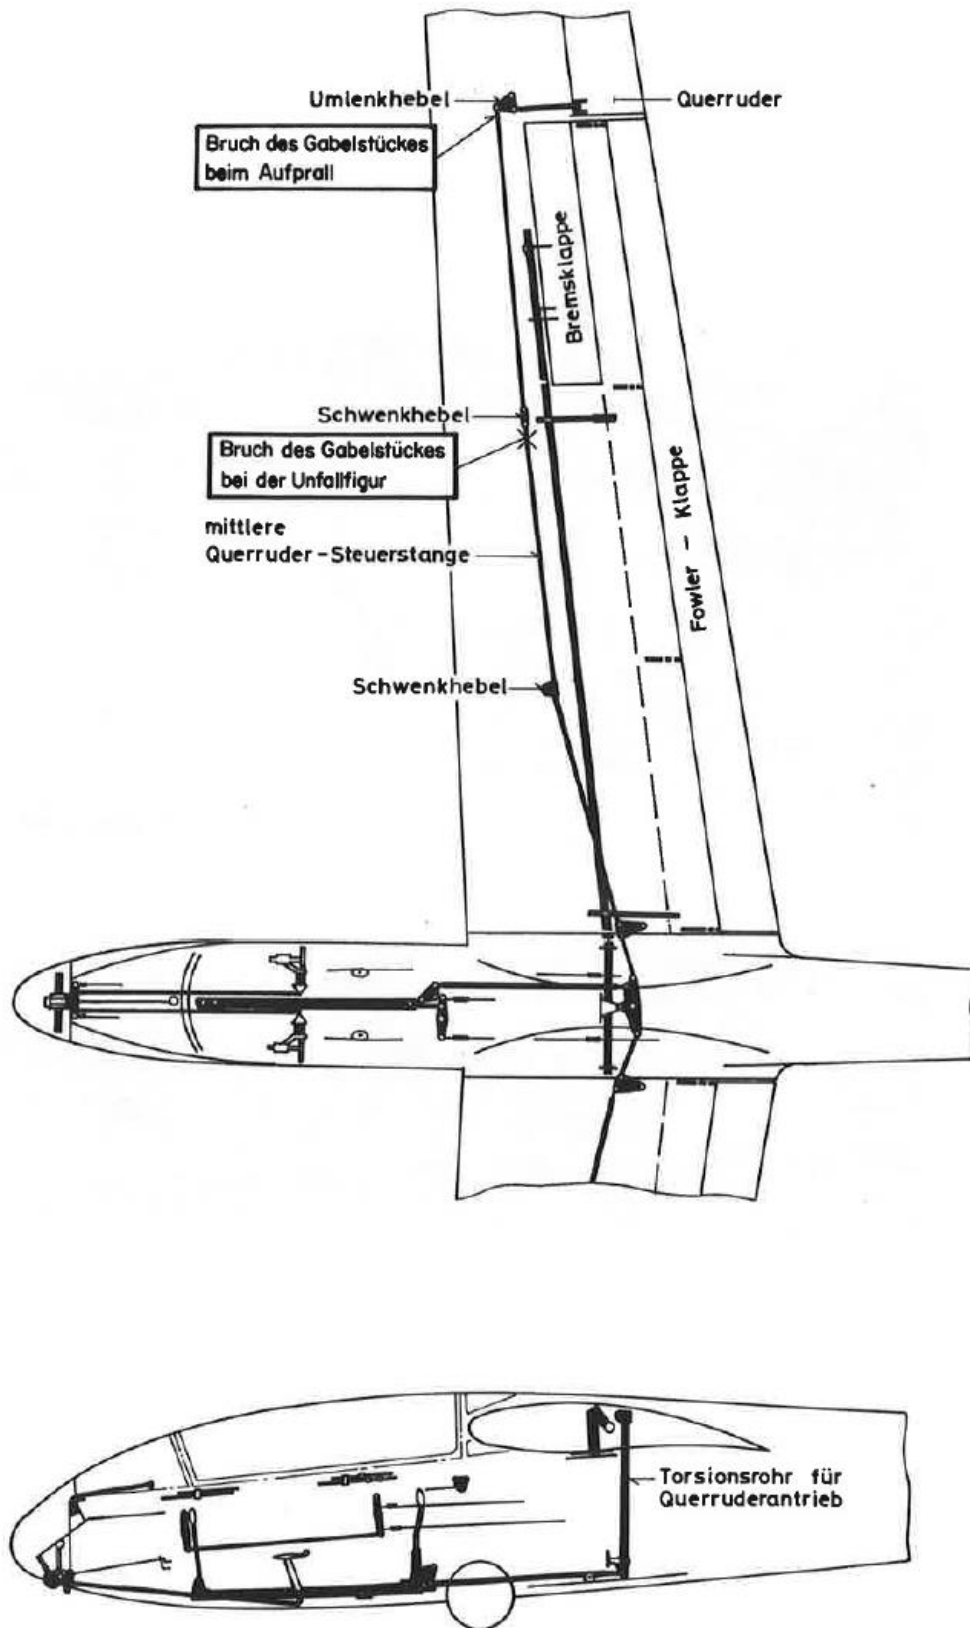 Umlenkhebel
Querruder
Bruch des Gabelstückes
beim Aufprall
Bremsklappe
Schwenkhebel
Bruch des Gabelstückes
bei der Unfallfigur
mittlere
Querruder-Steuerstange
Fowler - Klappe
Schwenkhebel
Torsionsrohr für
Querruderantrieb